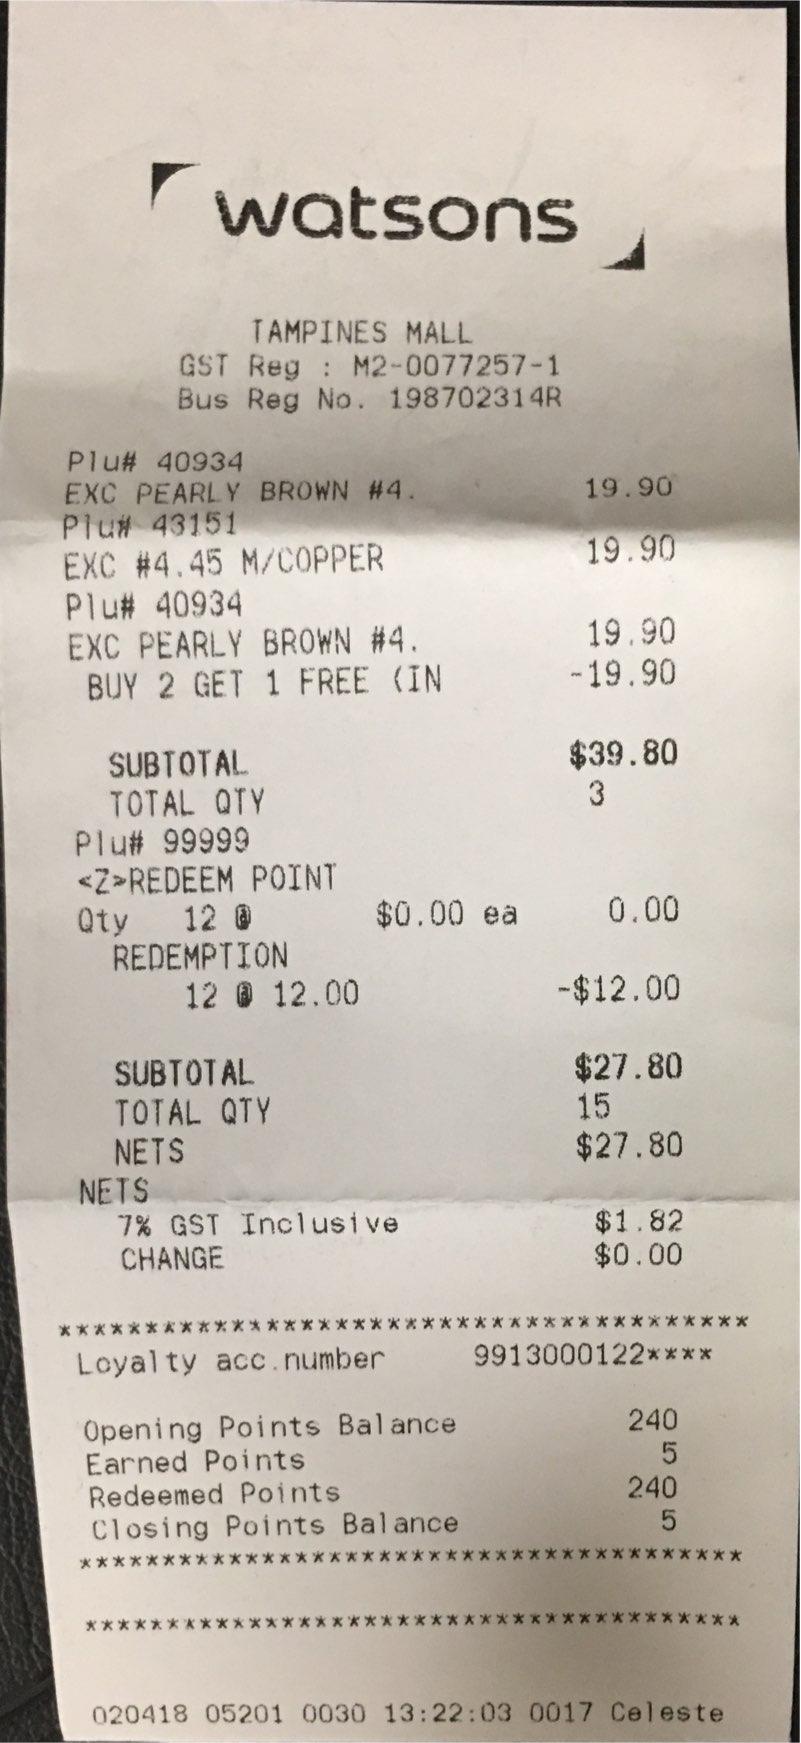 watsons
TAMPINES MALL
GST Reg : M2-0077257-1
Bus Reg No. 198702314R
Plu# 40934
EXC PEARLY BROWN #4. 19.90
Plu# 43151
EXC #4.45 M/COPPER 19.90
Plu# 40934
EXC PEARLY BROWN #4. 19.90
BUY 2 GET 1 FREE (IN -19.90
SUBTOTAL $39.80
TOTAL QTY 3
Plu# 99999
<Z>REDEEM POINT
Qty 12 @ $0.00 ea 0.00
REDEMPTION
12 @ 12.00 -$12.00
SUBTOTAL $27.80
TOTAL QTY 15
NETS $27.80
NETS
7% GST Inclusive $1.82
CHANGE $0.00
****************************************
Loyalty acc.number 9913000122****
Opening Points Balance 240
Earned Points 5
Redeemed Points 240
Closing Points Balance 5
****************************************
****************************************
020418 05201 0030 13:22:03 0017 Celeste